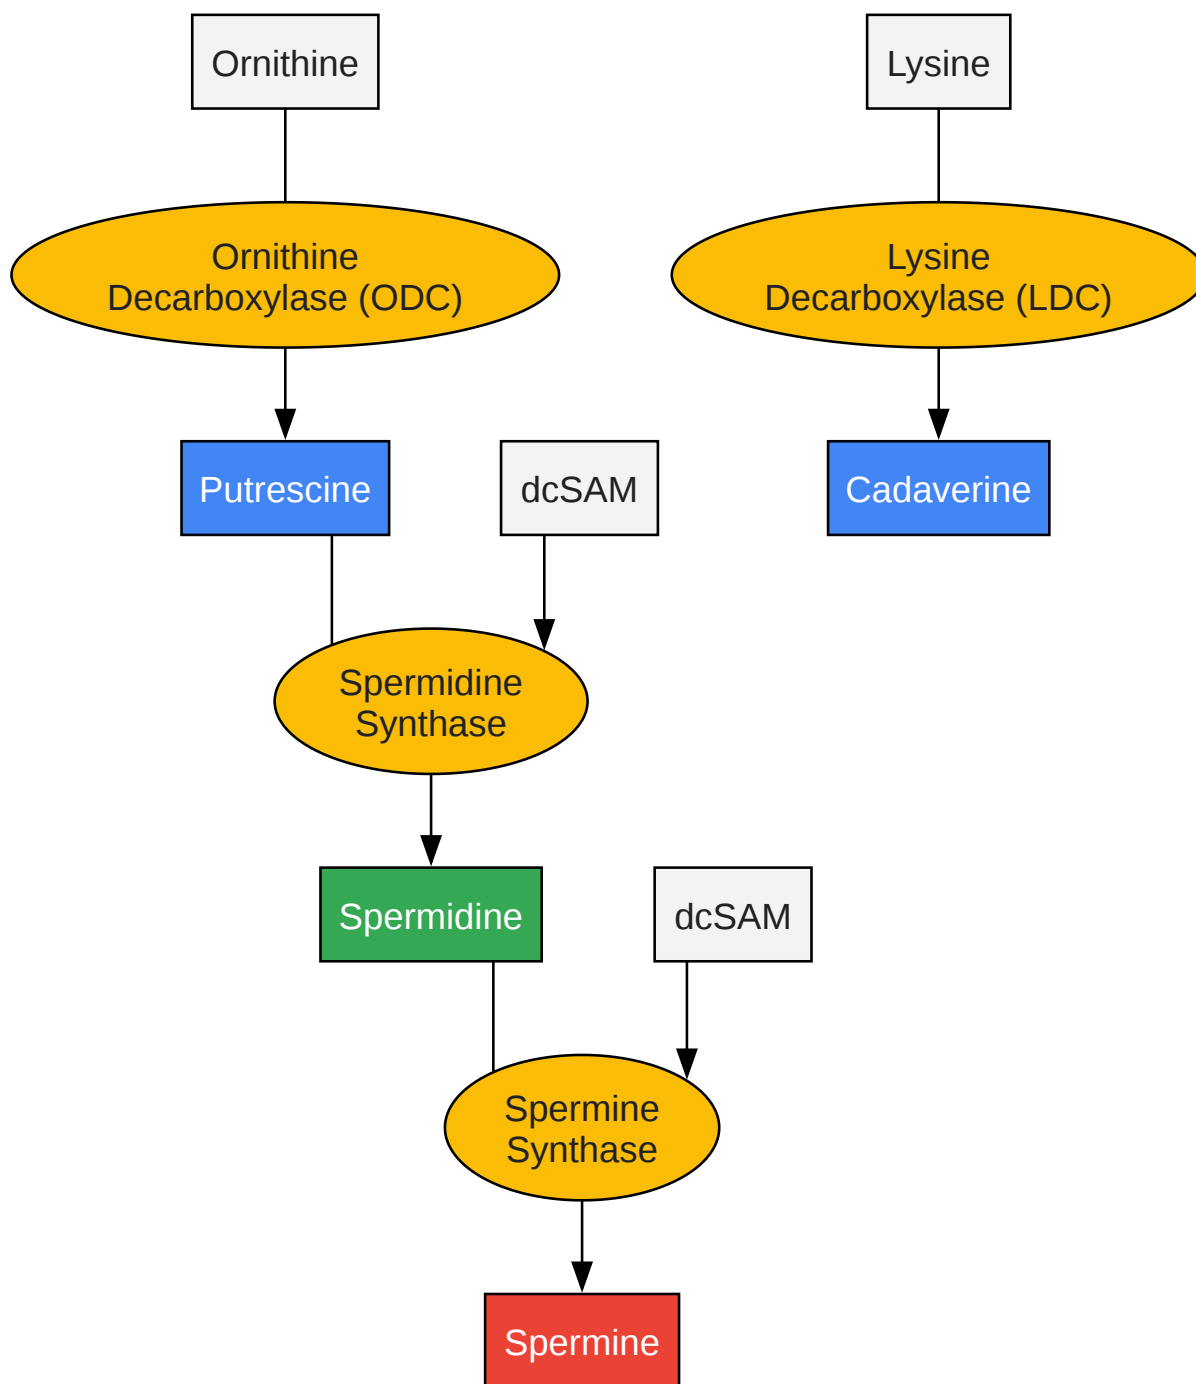 Ornithine
Lysine
Ornithine
Decarboxylase (ODC)
Lysine
Decarboxylase (LDC)
Putrescine
dcSAM
Cadaverine
Spermidine
Synthase
Spermidine
dcSAM
Spermine
Synthase
Spermine